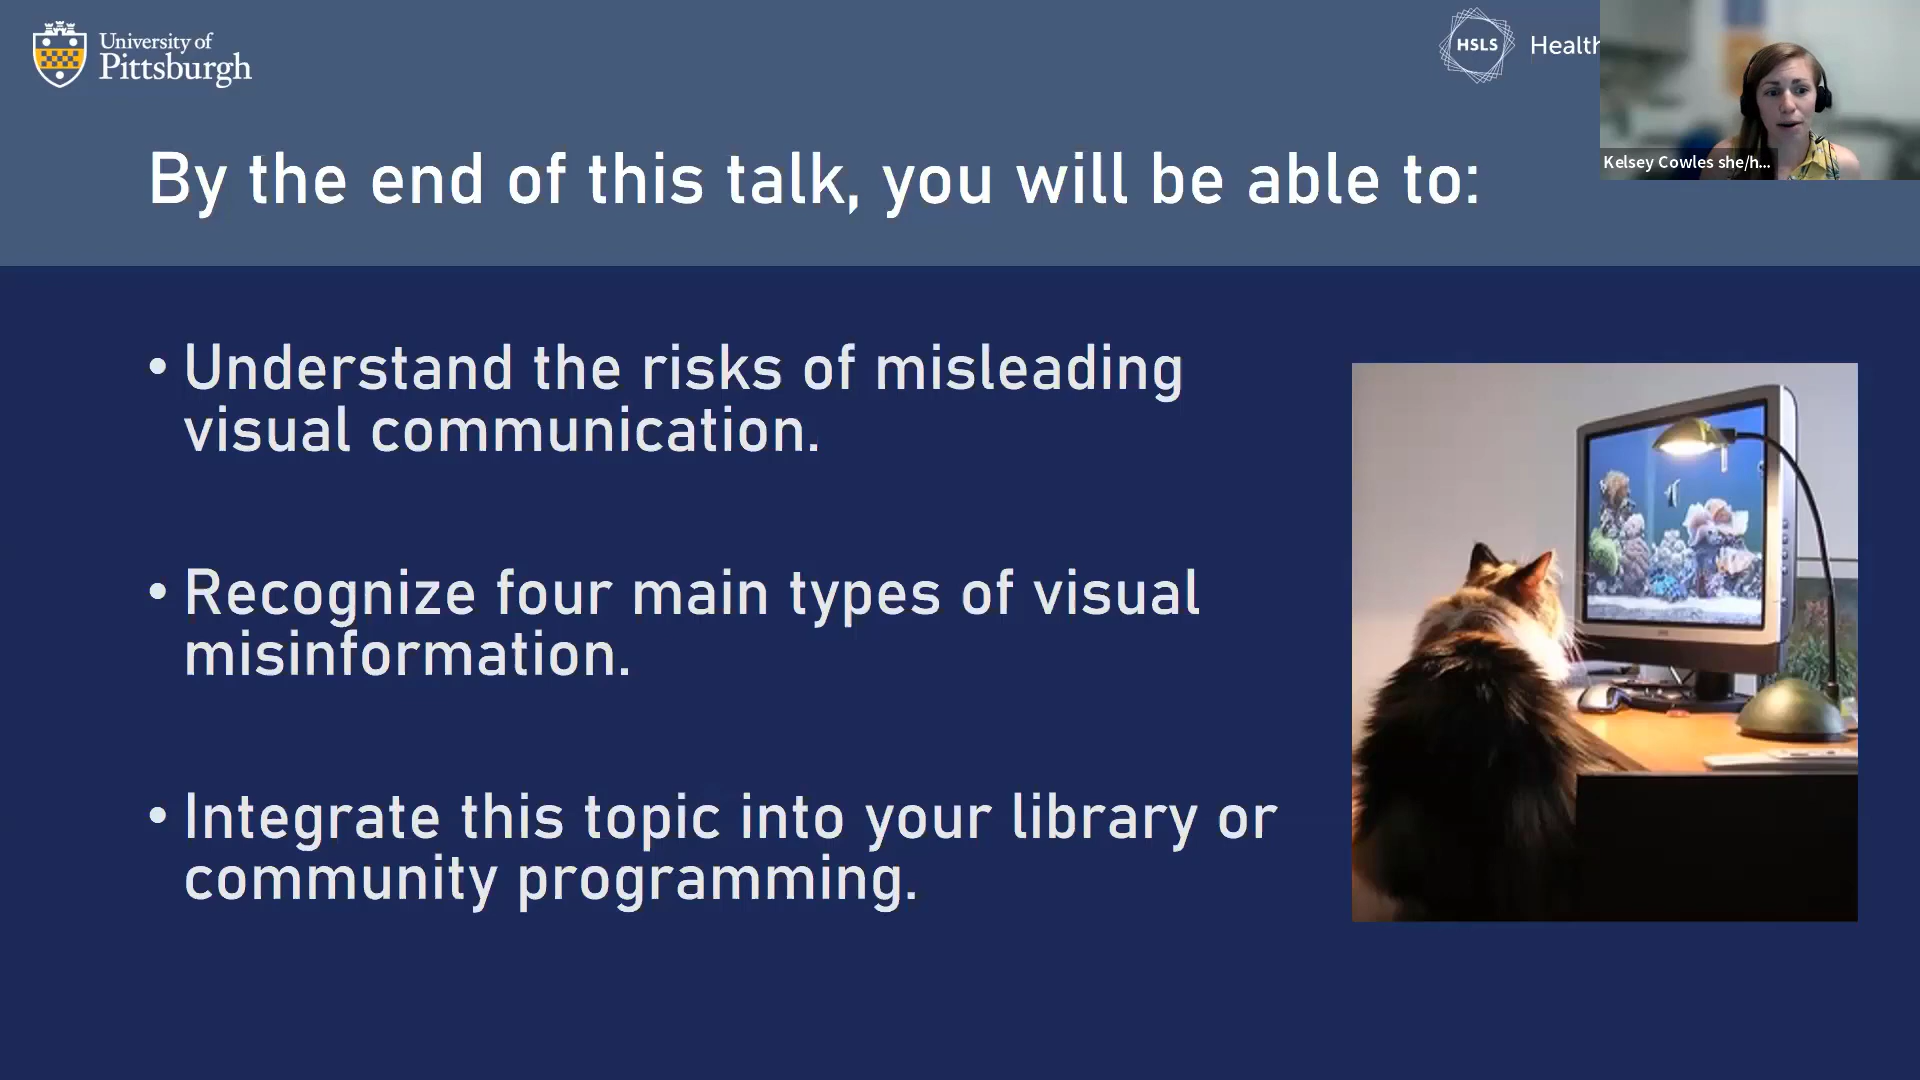 University of
Pittsburgh
HSLS
Health
Kelsey Cowles she/h...
By the end of this talk, you will be able to:
• Understand the risks of misleading
visual communication.
• Recognize four main types of visual
misinformation.
• Integrate this topic into your library or
community programming.